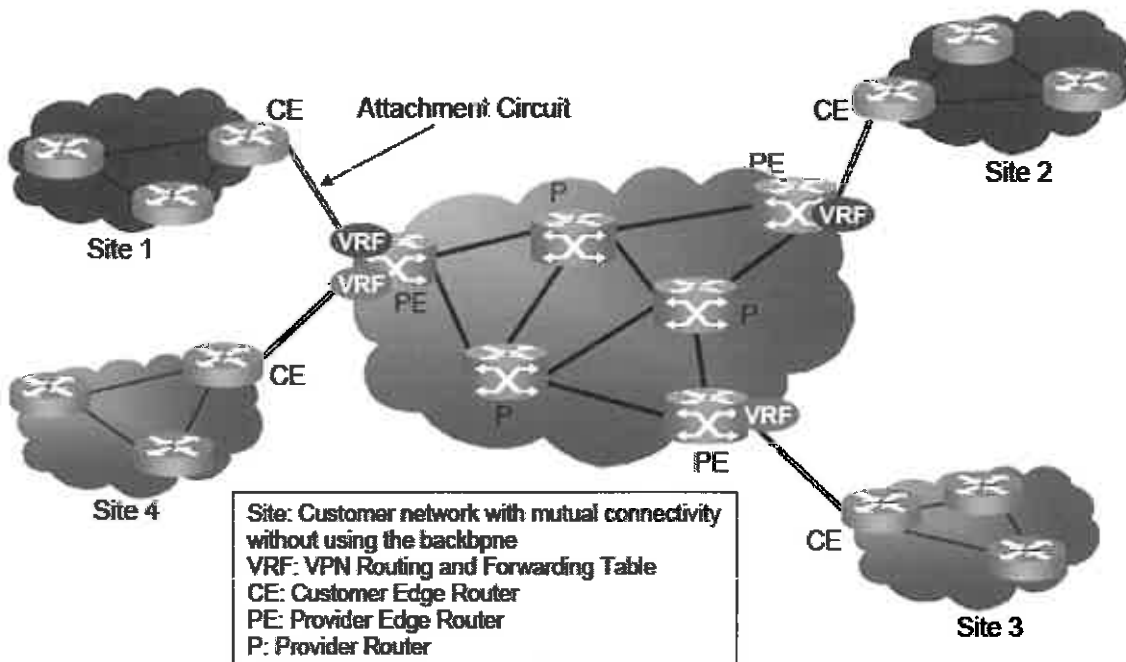 CE
Attachment Circuit
CE
PE
Site 2
P
VRF
Site 1
VRF
VRF
PE
P
CE
P
VRF
PE
Site 4
CE
Site 3
Site: Customer network with mutual connectivity
without using the backbpne
VRF: VPN Routing and Forwarding Table
CE: Customer Edge Router
PE: Provider Edge Router
P: Provider Router